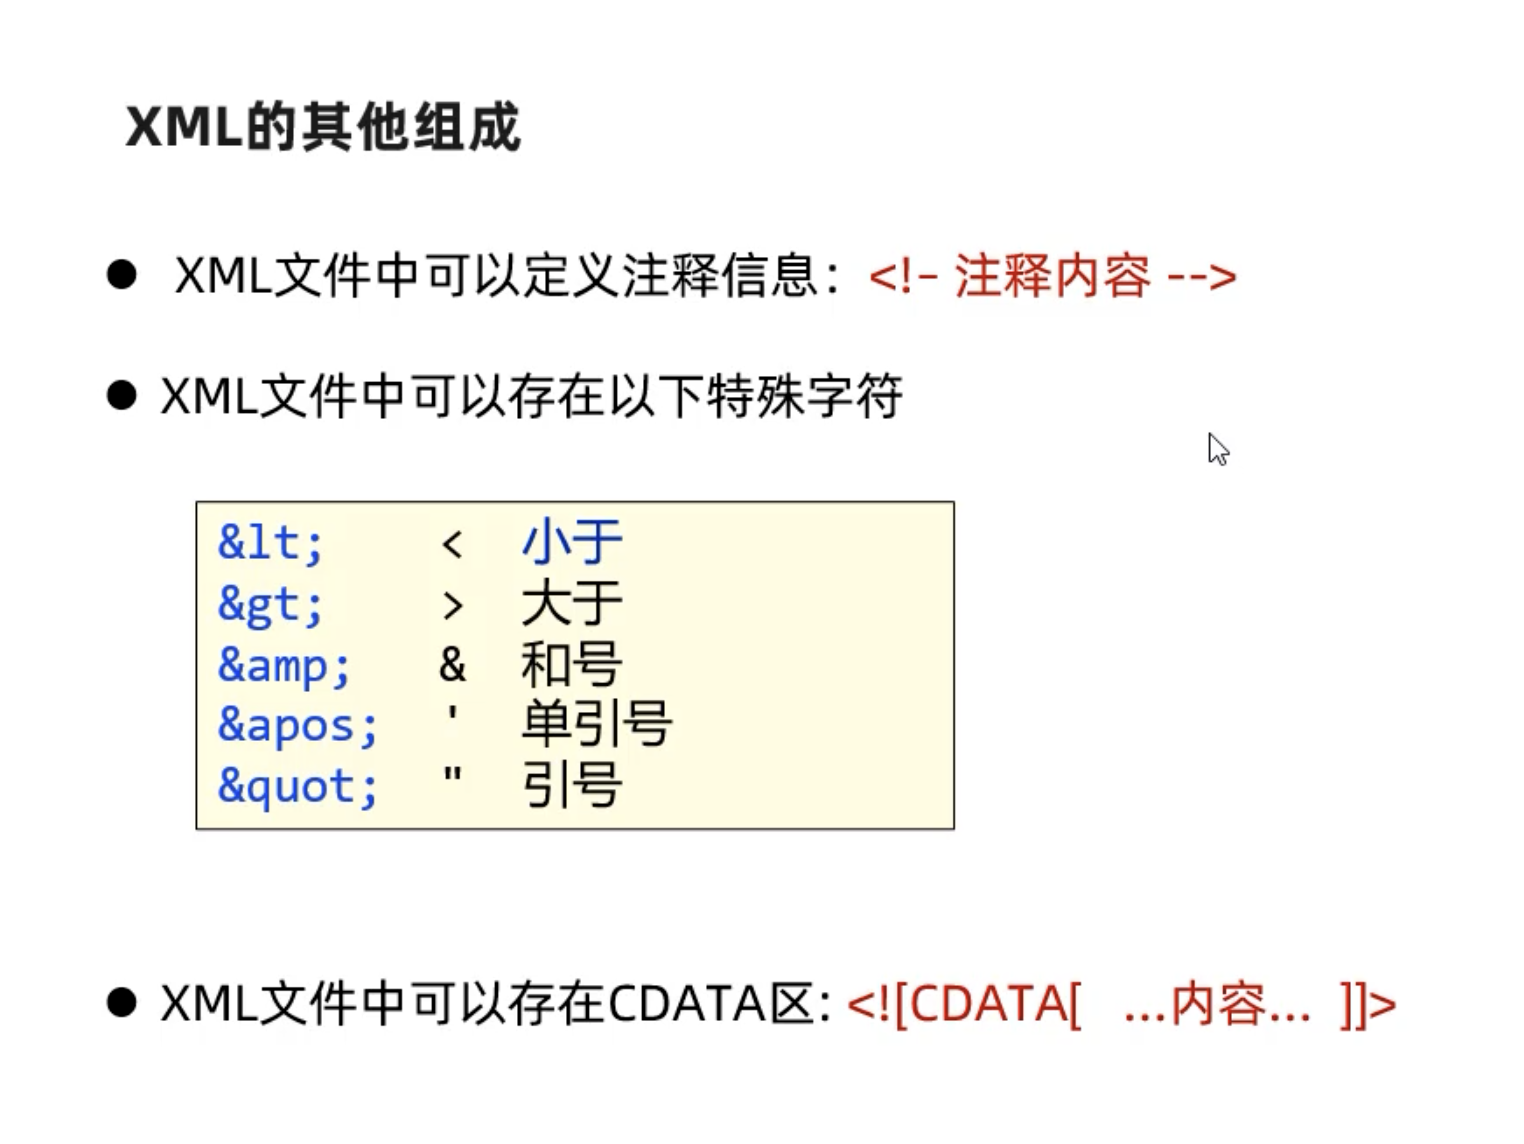 XML的其他组成
● XML文件中可以定义注释信息：<!– 注释内容 -->
● XML文件中可以存在以下特殊字符
&lt; < 小于
&gt; > 大于
&amp; & 和号
&apos; ' 单引号
&quot; " 引号
● XML文件中可以存在CDATA区: <![CDATA[ ...内容... ]]>